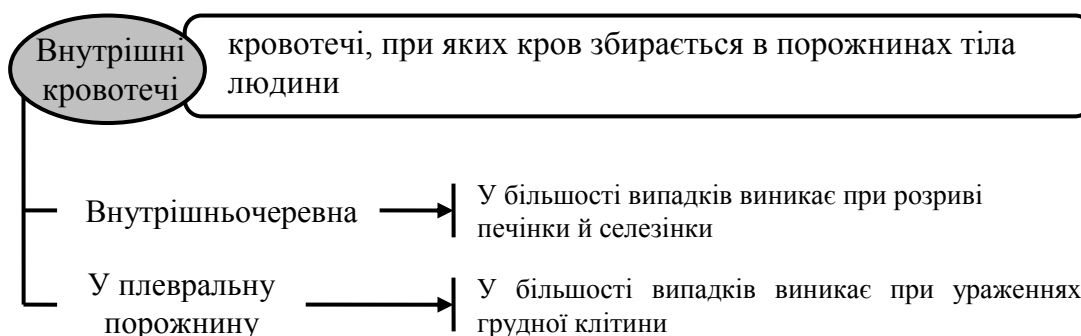 Внутрішні
кровотечі
кровотечі, при яких кров збирається в порожнинах тіла
людини
Внутрішньочеревна
У більшості випадків виникає при розриві
печінки й селезінки
У плевральну
порожнину
У більшості випадків виникає при ураженнях
грудної клітини